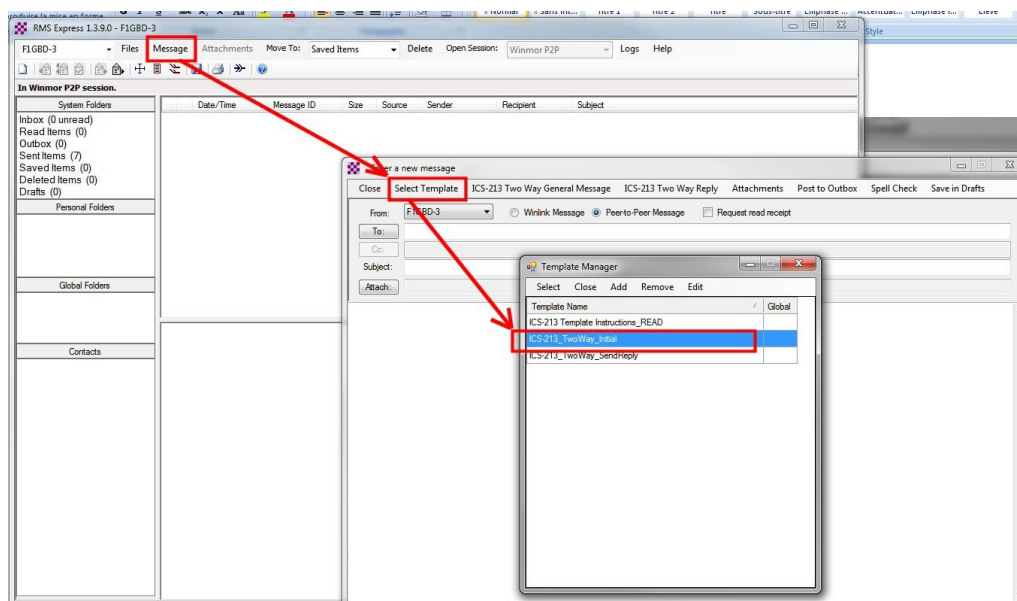 RMS Express 1.3.9.0 - F1GBD-3
Style
F1GBD-3 Files Message Attachments Move To: Saved Items Delete Open Session: Winmor P2P Logs Help
In Winmor P2P session.
System Folders
Date/Time Message ID Size Source Sender Recipient Subject
Inbox (0 unread)
Read Items (0)
Outbox (0)
Sent Items (7)
Saved Items (0)
Deleted Items (0)
Drafts (0)
Personal Folders
Global Folders
Contacts
a new message
Close Select Template ICS-213 Two Way General Message ICS-213 Two Way Reply Attachments Post to Outbox Spell Check Save in Drafts
From: F1GBD-3 Winlink Message Peer-to-Peer Message Request read receipt
To:
Cc:
Subject:
Attach:
Template Manager
Select Close Add Remove Edit
Template Name / Global
ICS-213 Template Instructions_READ
ICS-213_TwoWay_Initial
ICS-213_TwoWay_SendReply